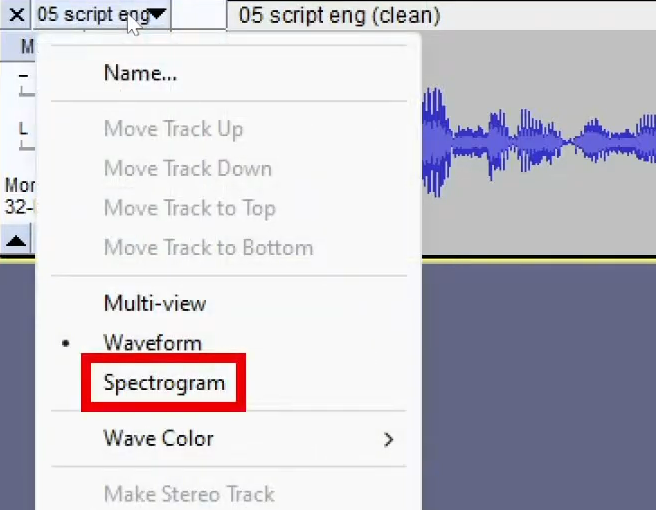 05 script eng
05 script eng (clean)
M
Name...
Move Track Up
L
Move Track Down
Mon
32-
Move Track to Top
Move Track to Bottom
Multi-view
Waveform
Spectrogram
Wave Color
Make Stereo Track